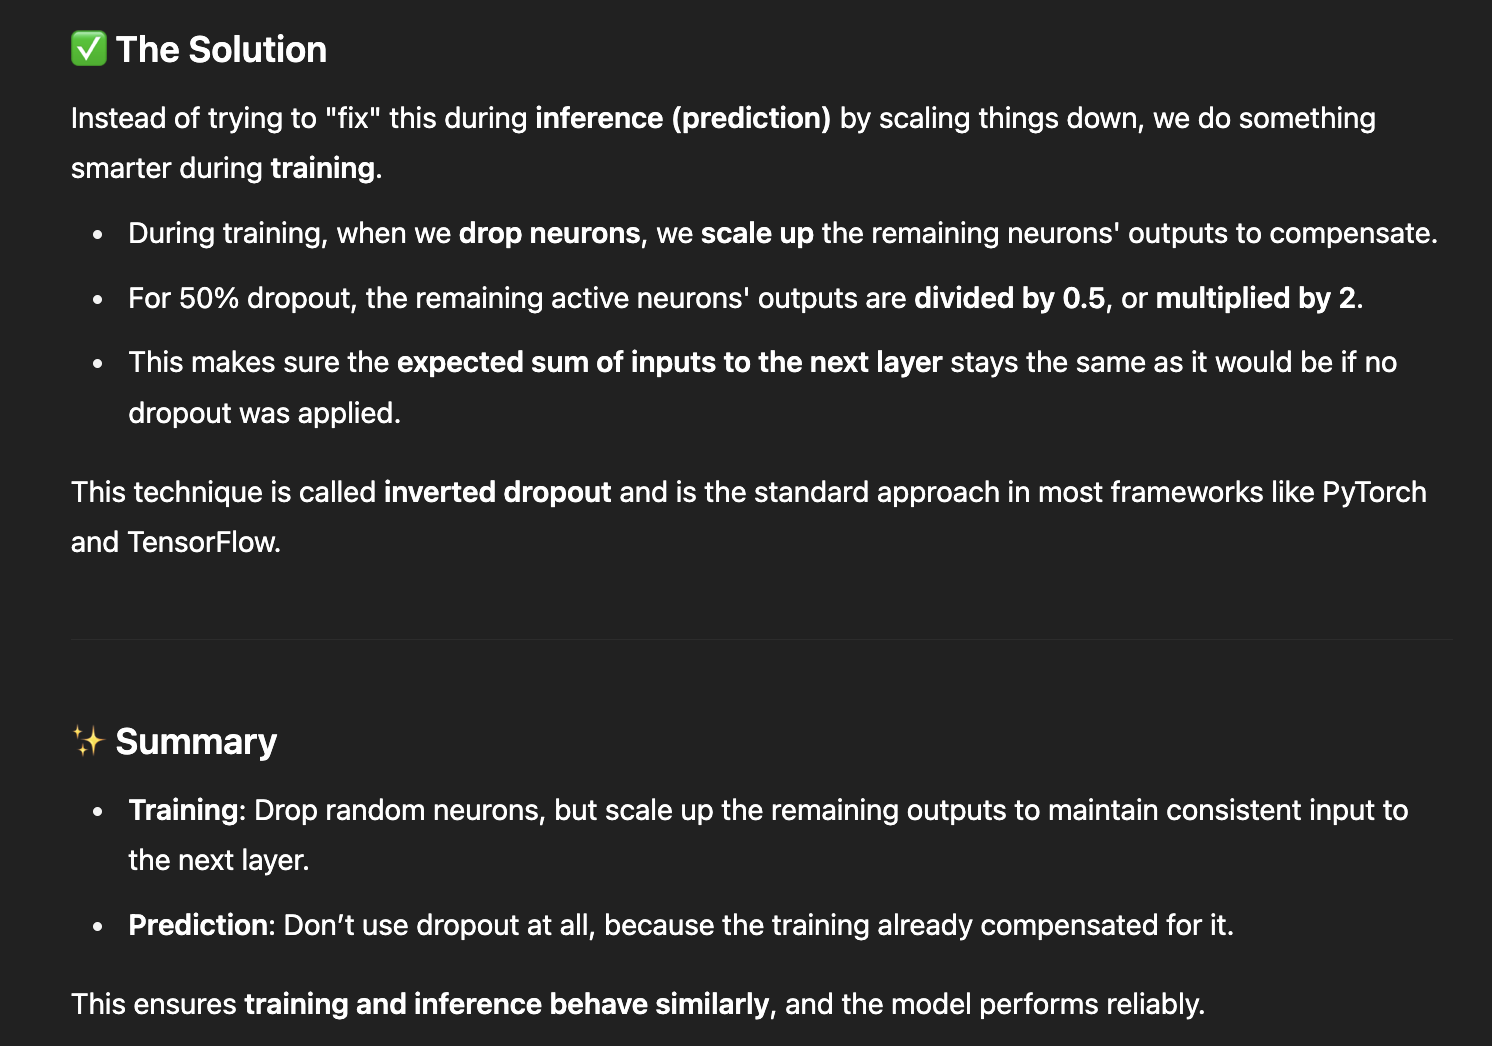 ✅ The Solution
Instead of trying to "fix" this during inference (prediction) by scaling things down, we do something
smarter during training.
• During training, when we drop neurons, we scale up the remaining neurons' outputs to compensate.
• For 50% dropout, the remaining active neurons' outputs are divided by 0.5, or multiplied by 2.
• This makes sure the expected sum of inputs to the next layer stays the same as it would be if no
dropout was applied.
This technique is called inverted dropout and is the standard approach in most frameworks like PyTorch
and TensorFlow.
✨ Summary
• Training: Drop random neurons, but scale up the remaining outputs to maintain consistent input to
the next layer.
• Prediction: Don’t use dropout at all, because the training already compensated for it.
This ensures training and inference behave similarly, and the model performs reliably.